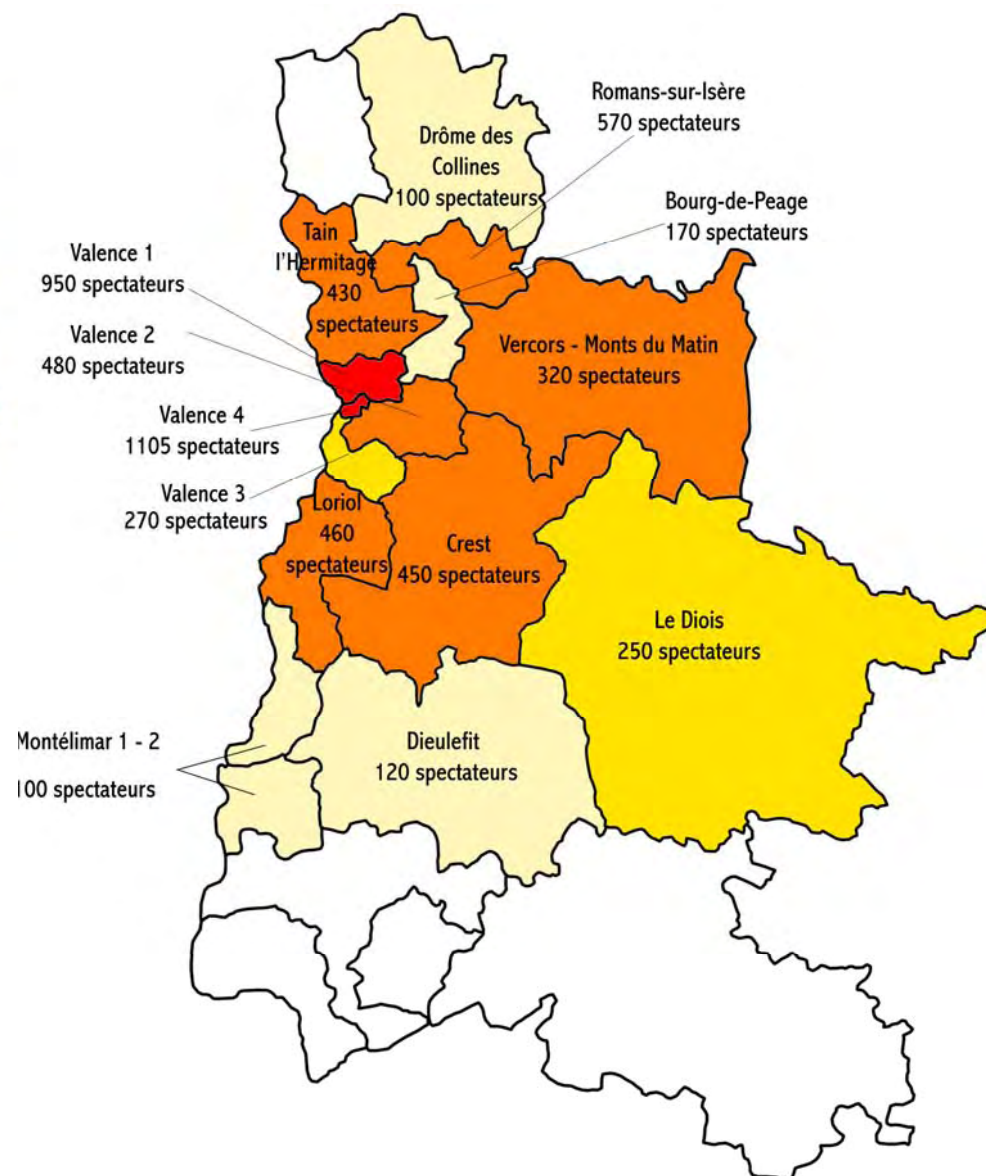 Romans-sur-Isère
570 spectateurs
Drôme des
Collines
100 spectateurs
Bourg-de-Peage
170 spectateurs
Tain
l'Hermitage
430
spectateurs
Valence 1
950 spectateurs
Valence 2
480 spectateurs
Vercors - Monts du Matin
320 spectateurs
Valence 4
1105 spectateurs
Valence 3
270 spectateurs
Loriol
460
spectateurs
Crest
450 spectateurs
Le Diois
250 spectateurs
Montélimar 1 - 2
100 spectateurs
Dieulefit
120 spectateurs